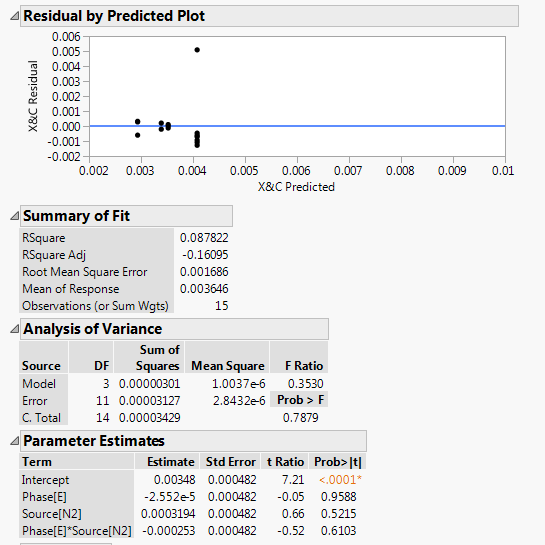 Residual by Predicted Plot
0.006
0.005
0.004
0.003
0.002
0.001
0.000
-0.001
-0.002
X&C Residual
0.002 0.003 0.004 0.005 0.006 0.007 0.008 0.009 0.01
X&C Predicted
Summary of Fit
RSquare 0.087822
RSquare Adj -0.16095
Root Mean Square Error 0.001686
Mean of Response 0.003646
Observations (or Sum Wgts) 15
Analysis of Variance
Sum of
Source DF Squares Mean Square F Ratio
Model 3 0.00000301 1.0037e-6 0.3530
Error 11 0.00003127 2.8432e-6 Prob > F
C. Total 14 0.00003429 0.7879
Parameter Estimates
Term Estimate Std Error t Ratio Prob>|t|
Intercept 0.00348 0.000482 7.21 <.0001*
Phase[E] -2.552e-5 0.000482 -0.05 0.9588
Source[N2] 0.0003194 0.000482 0.66 0.5215
Phase[E]*Source[N2] -0.000253 0.000482 -0.52 0.6103